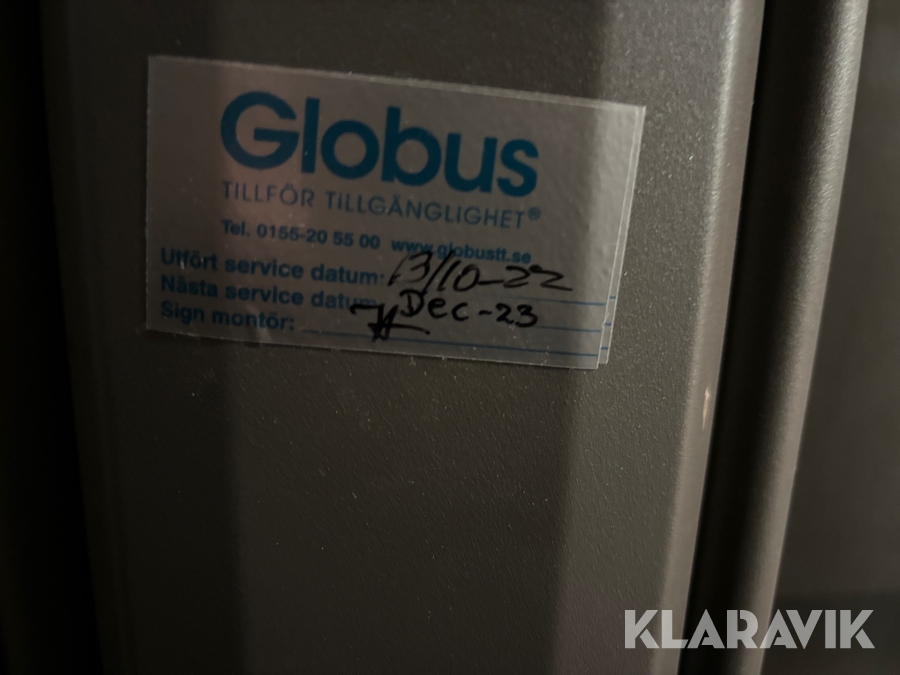 Globus
TILLFÖR TILLGÄNGLIGHET®
Tel. 0155-20 55 00 www.globustt.se
Utfört service datum: 13/10-22
Nästa service datum: Dec-23
Sign montör:
KLARAVIK